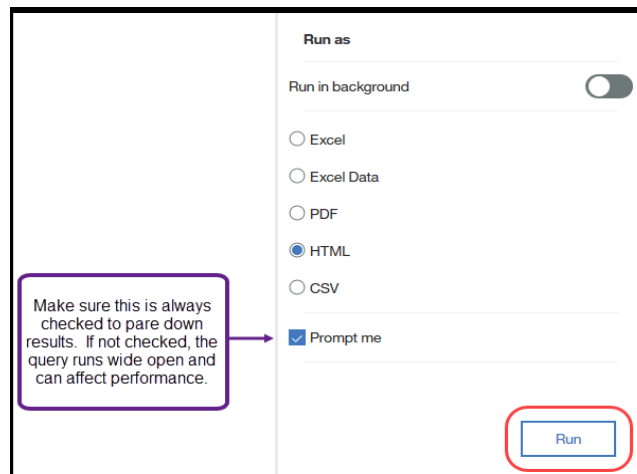 Run as
Run in background
Excel
Excel Data
PDF
HTML
CSV
Make sure this is always
checked to pare down
results.  If not checked, the
query runs wide open and
can affect performance.
Prompt me
Run